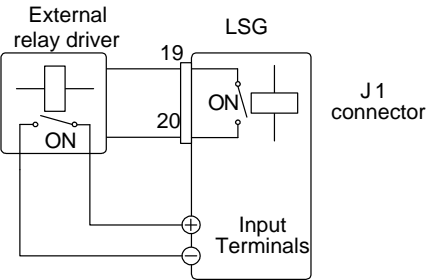 External
relay driver
LSG
19
20
ON
ON
J1
connector
Input
Terminals